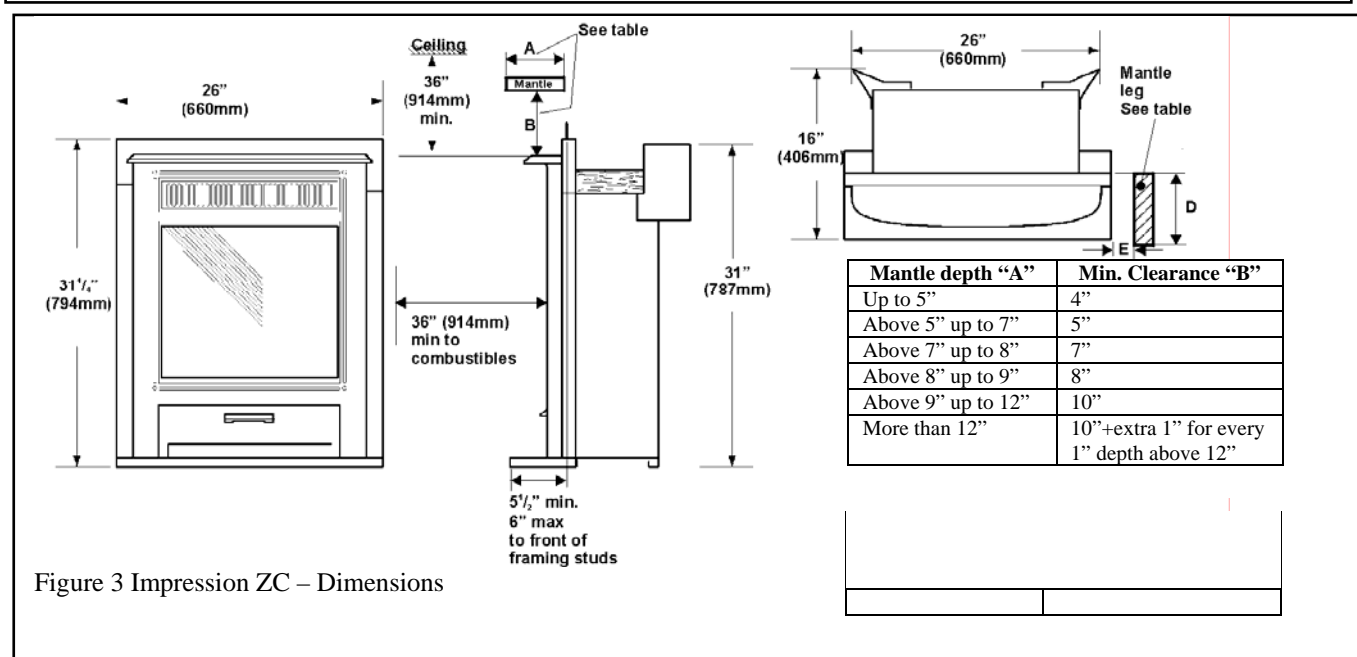 See table
Ceiling
A
36”
(914mm)
min.
Mantle
B
26”
(660mm)
31¹/₄”
(794mm)
36” (914mm)
min to
combustibles
31”
(787mm)
5¹/₂” min.
6” max
to front of
framing studs
26”
(660mm)
Mantle
leg
See table
16”
(406mm)
D
E
Mantle depth “A” Min. Clearance “B”
Up to 5” 4”
Above 5” up to 7” 5”
Above 7” up to 8” 7”
Above 8” up to 9” 8”
Above 9” up to 12” 10”
More than 12” 10”+extra 1” for every
1” depth above 12”
Figure 3 Impression ZC – Dimensions